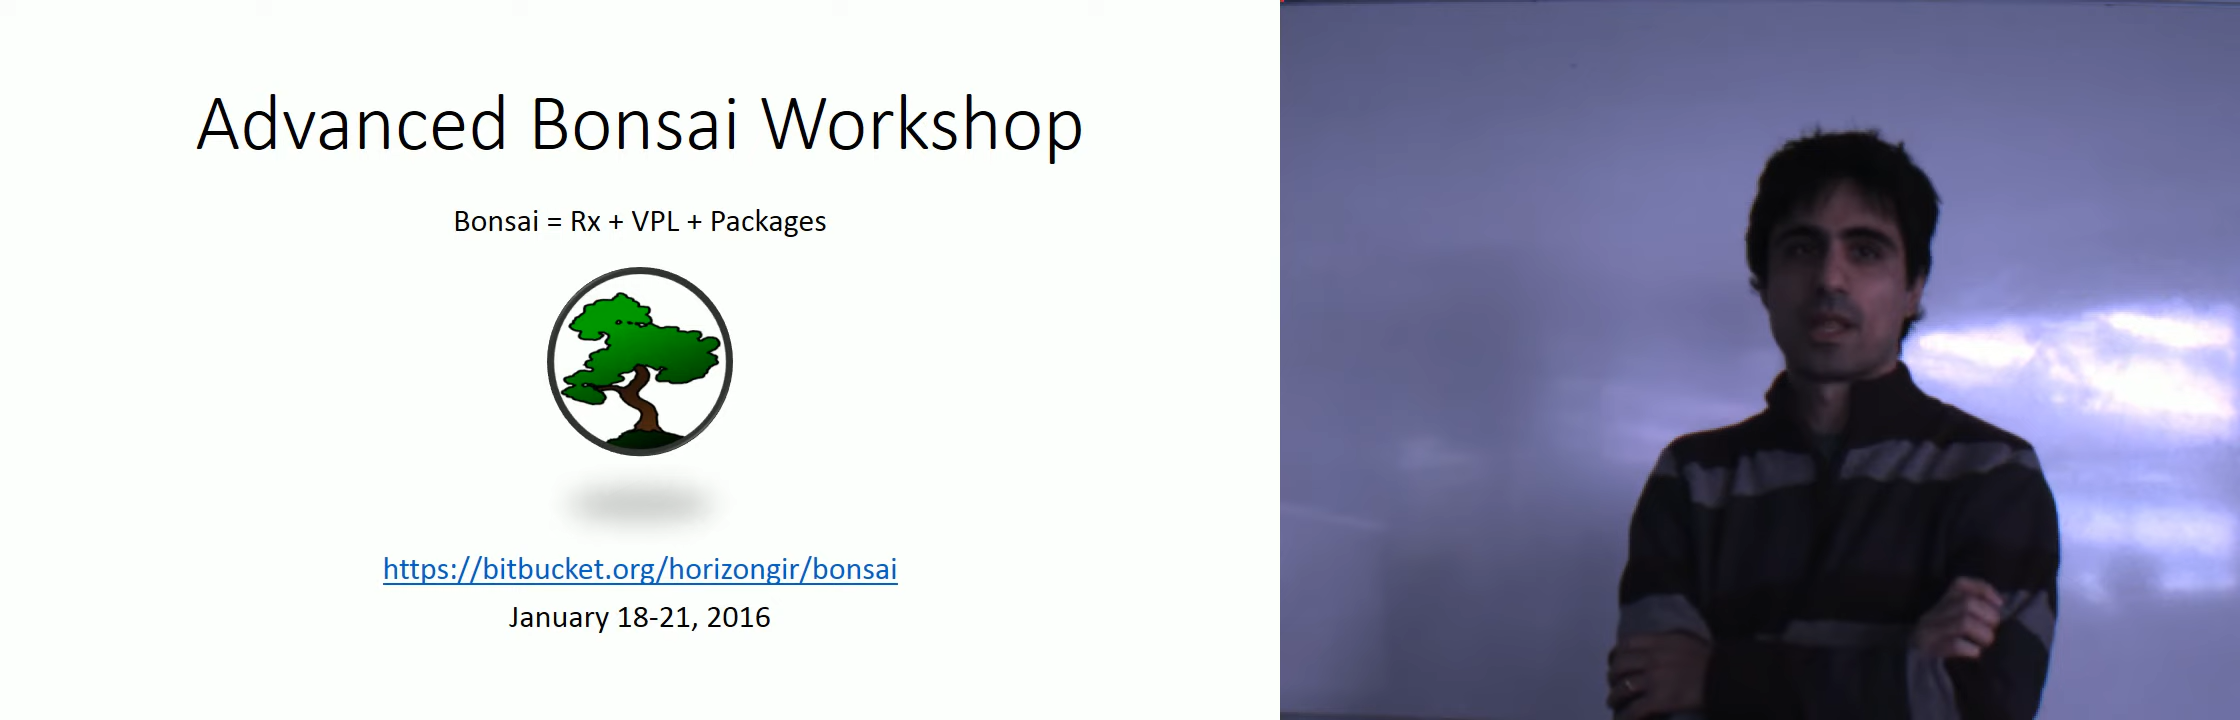 Advanced Bonsai Workshop
Bonsai = Rx + VPL + Packages
https://bitbucket.org/horizongir/bonsai
January 18-21, 2016